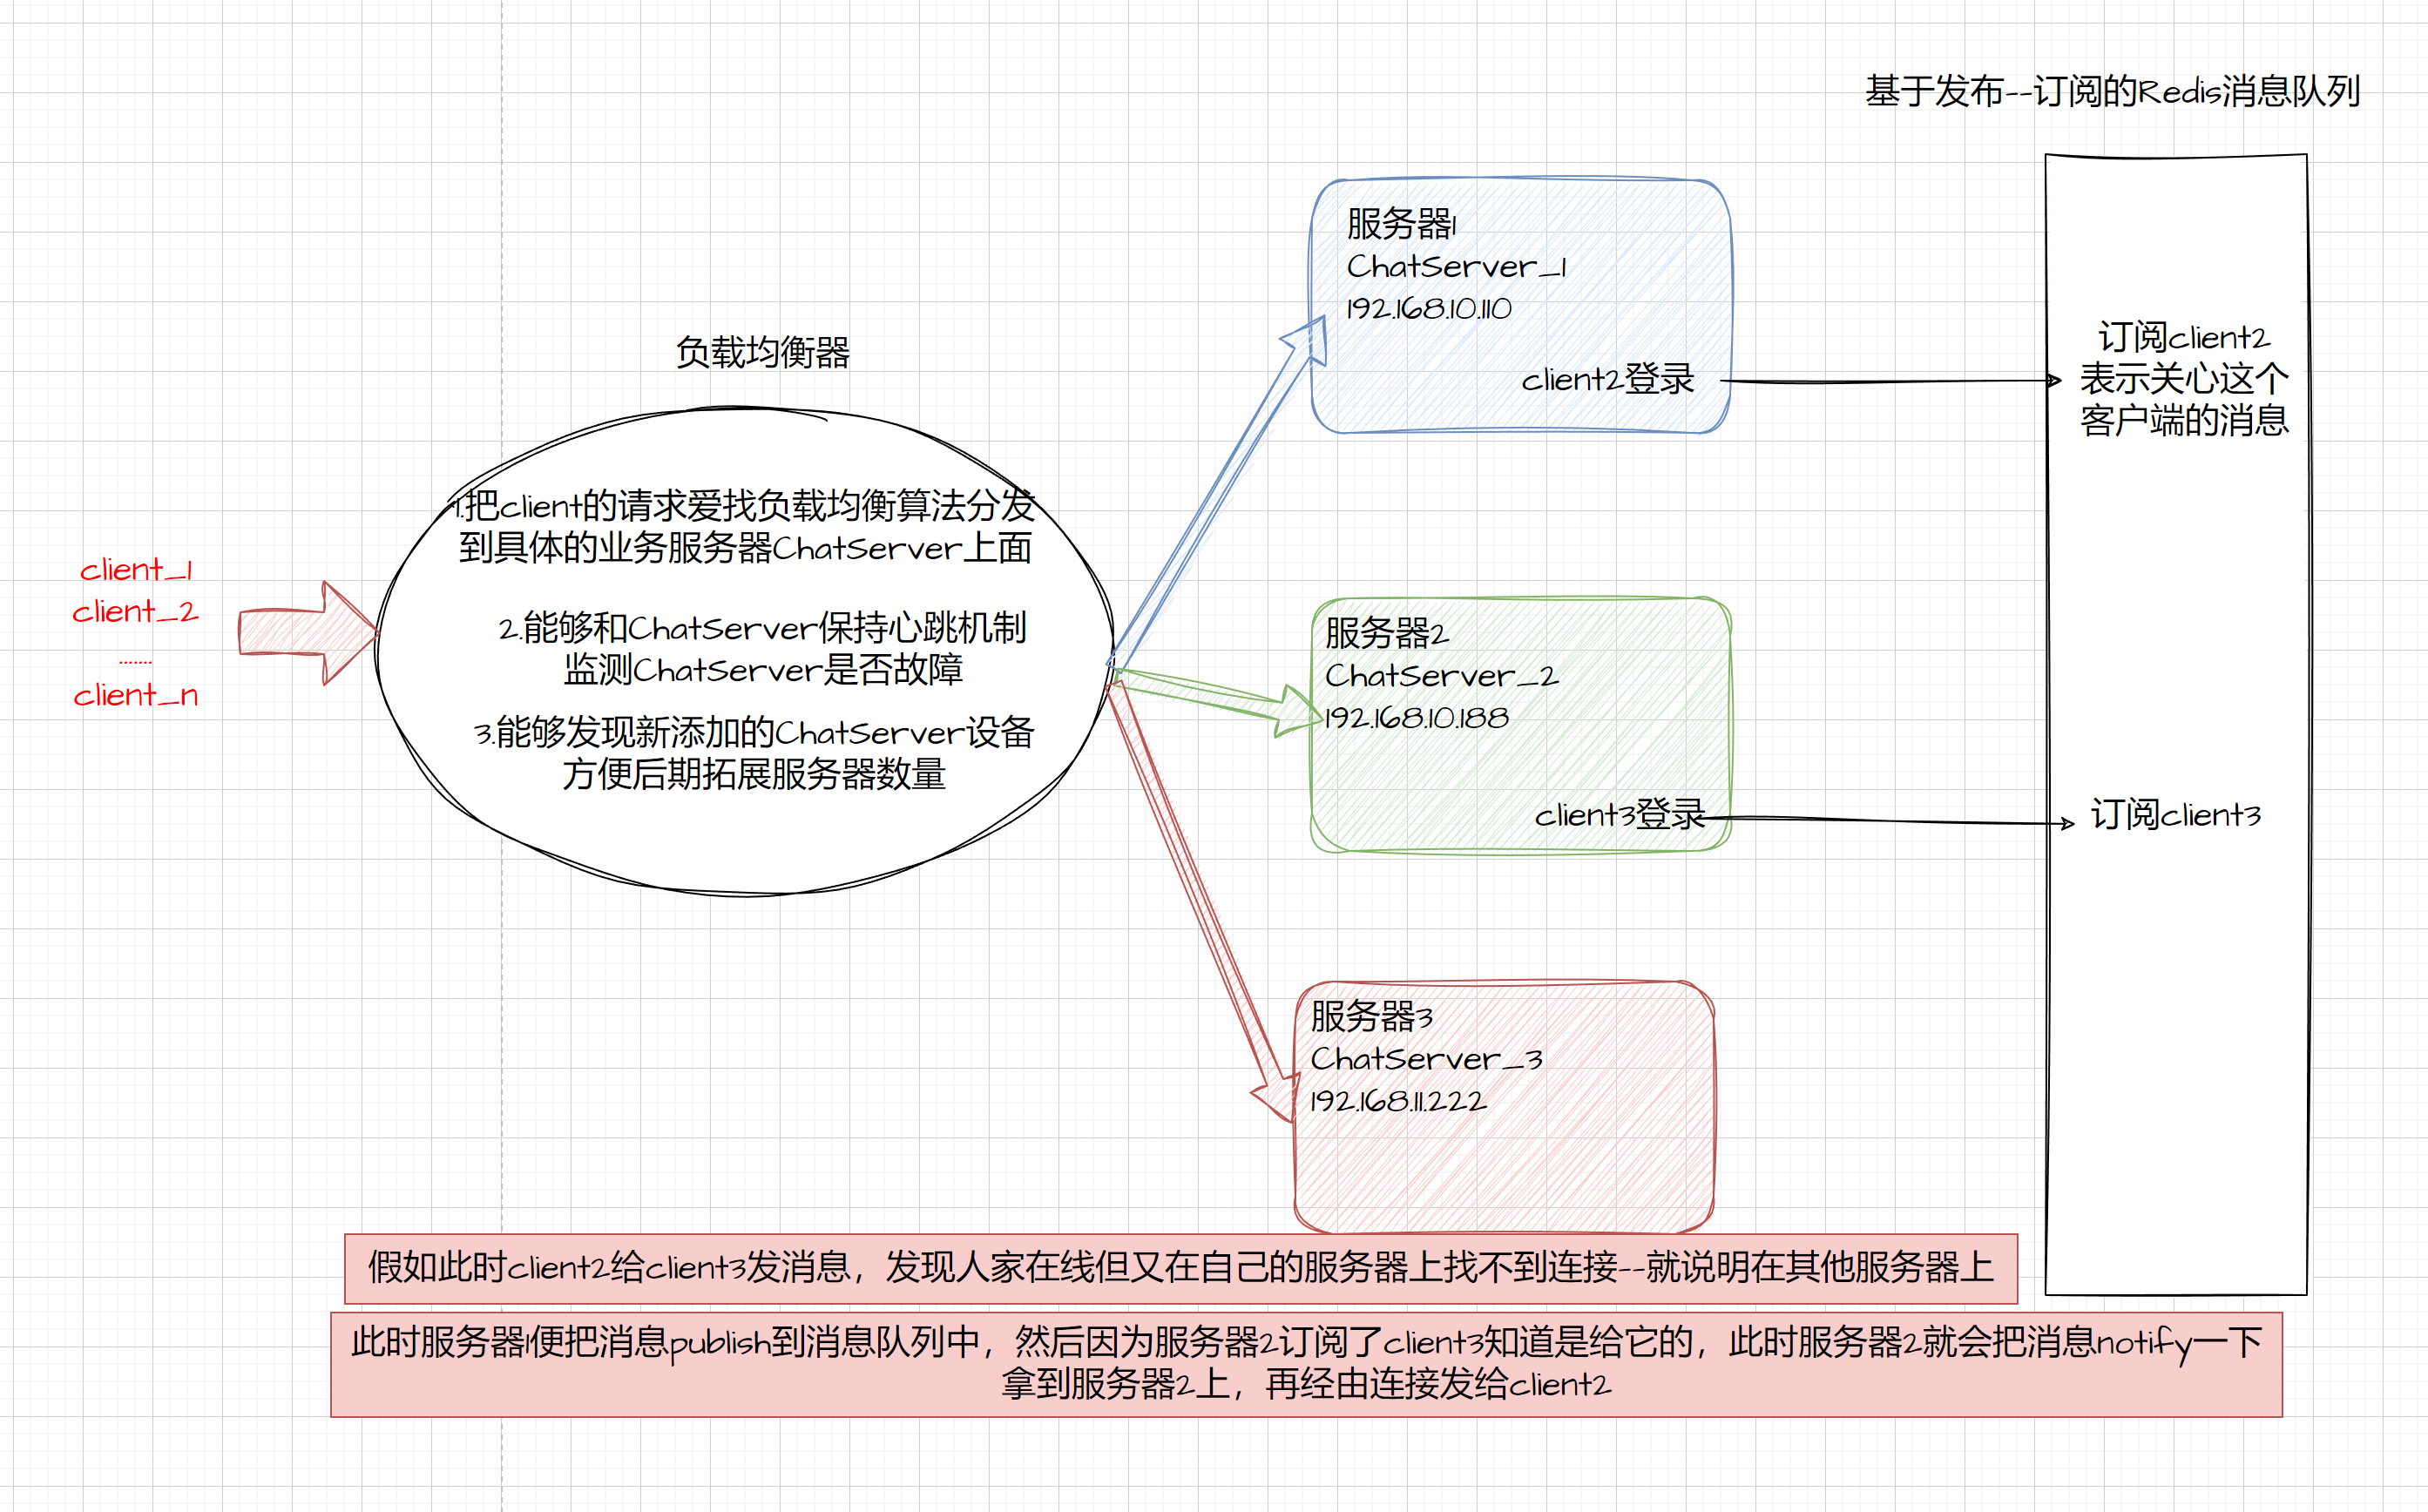 基于发布--订阅的Redis消息队列
服务器1
ChatServer_1
192.168.10.110
client2登录
订阅client2
表示关心这个
客户端的消息
负载均衡器
1.把client的请求爱找负载均衡算法分发
到具体的业务服务器ChatServer上面
2.能够和ChatServer保持心跳机制
监测ChatServer是否故障
3.能够发现新添加的ChatServer设备
方便后期拓展服务器数量
client_1
client_2
.......
client_n
服务器2
ChatServer_2
192.168.10.188
client3登录
订阅client3
服务器3
ChatServer_3
192.168.11.222
假如此时client2给client3发消息，发现人家在线但又在自己的服务器上找不到连接--就说明在其他服务器上
此时服务器1便把消息publish到消息队列中，然后因为服务器2订阅了client3知道是给它的，此时服务器2就会把消息notify一下
拿到服务器2上，再经由连接发给client2